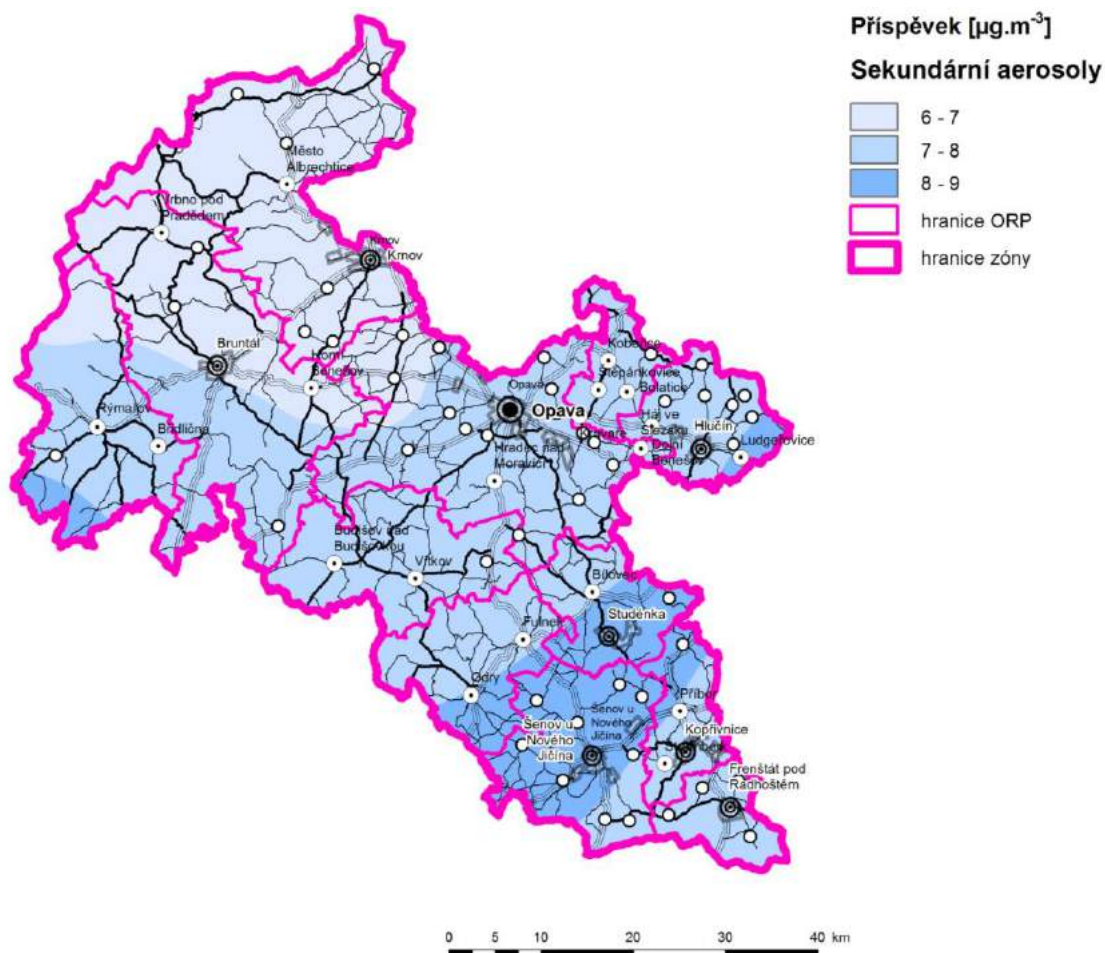 Příspěvek [µg.m⁻³]
Sekundární aerosoly
6 - 7
7 - 8
8 - 9
hranice ORP
hranice zóny
Město
Albrechtice
Vrbno pod
Pradědem
Krnov
Krnov
Bruntál
Horní
Benešov
Kobeřice
Štěpánkovice
Bolatice
Opava
Opava
Rýmařov
Břidličná
Háj ve
Slezsku
Hlučín
Kravaře
Dolní
Benešov
Ludgeřovice
Hradec nad
Moravicí
Budišov nad
Budišovkou
Vítkov
Bílovec
Studénka
Fulnek
Odry
Příbor
Šenov u
Nového
Jičína
Šenov u
Nového
Jičína
Kopřivnice
Frenštát pod
Radhoštěm
0 5 10 20 30 40 km